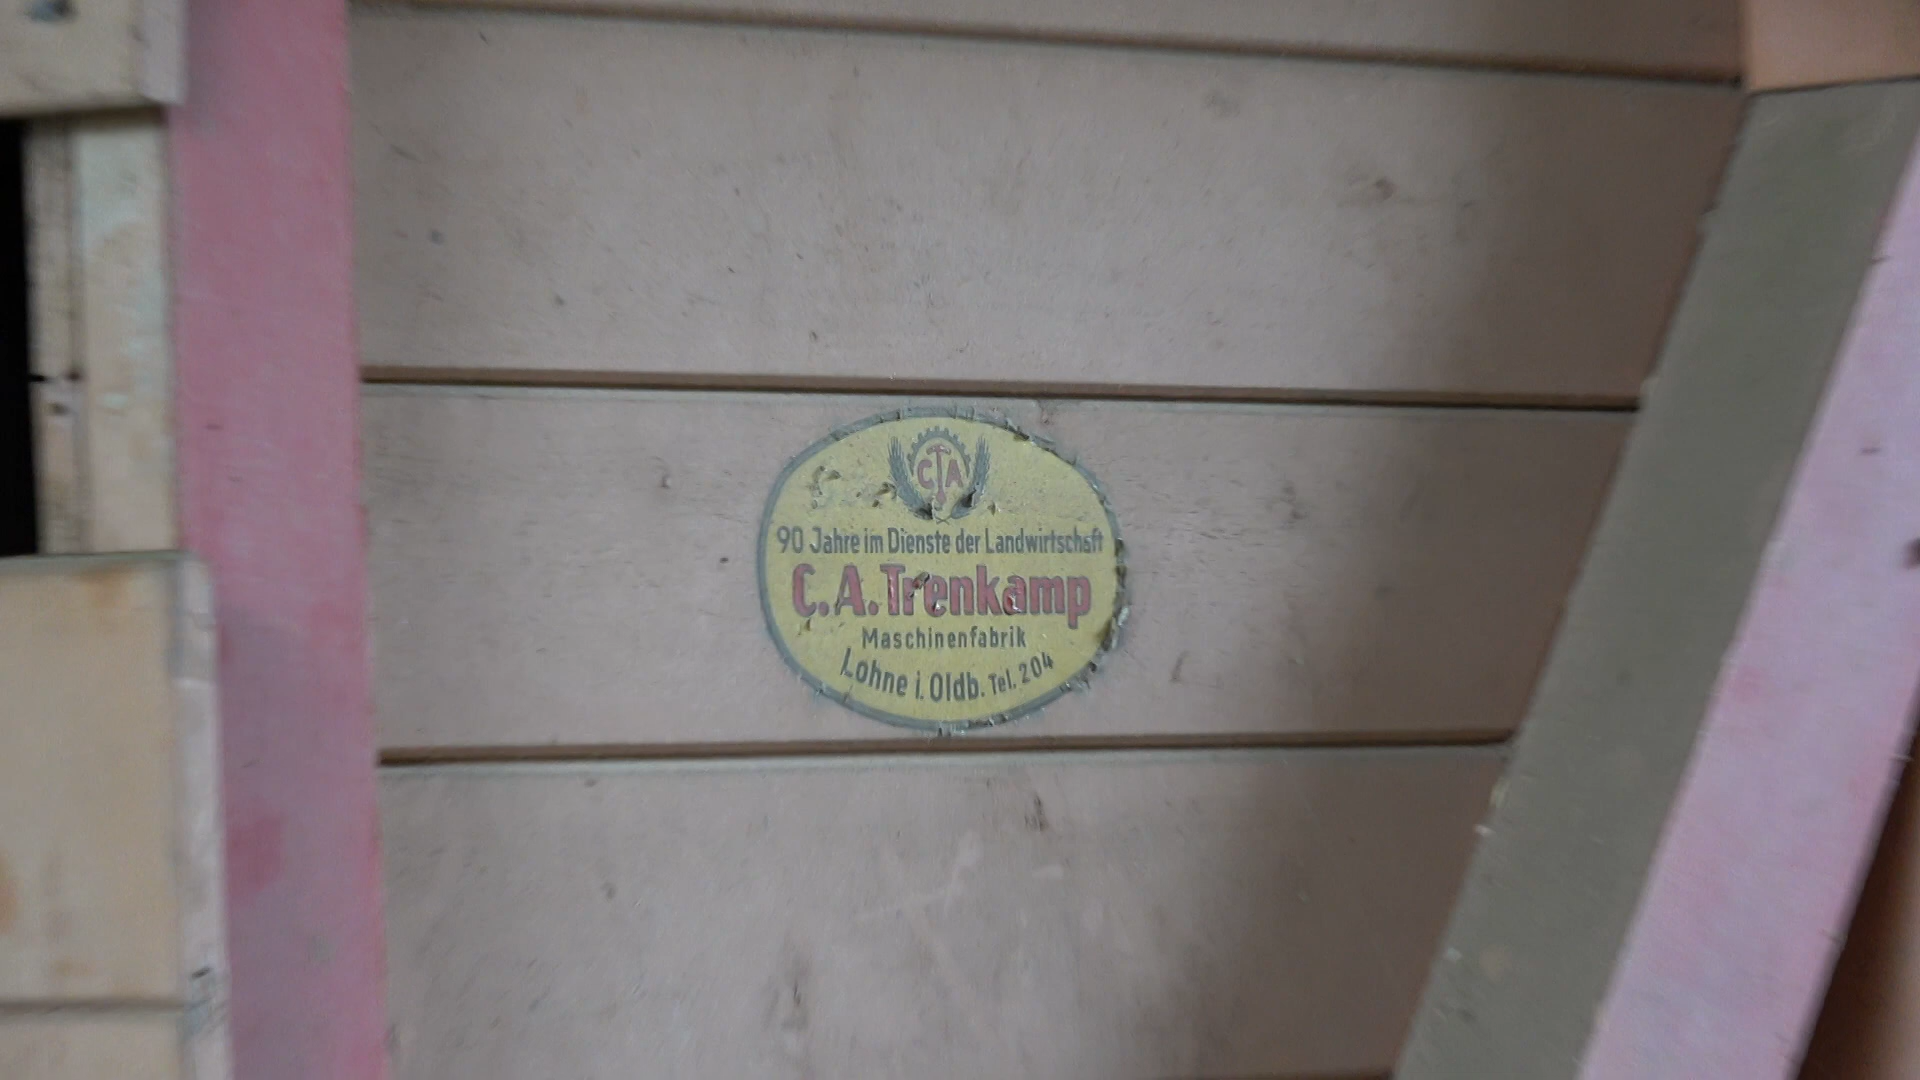 CTA
90 Jahre im Dienste der Landwirtschaft
C.A. Trenkamp
Maschinenfabrik
Lohne i. Oldb. Tel. 204